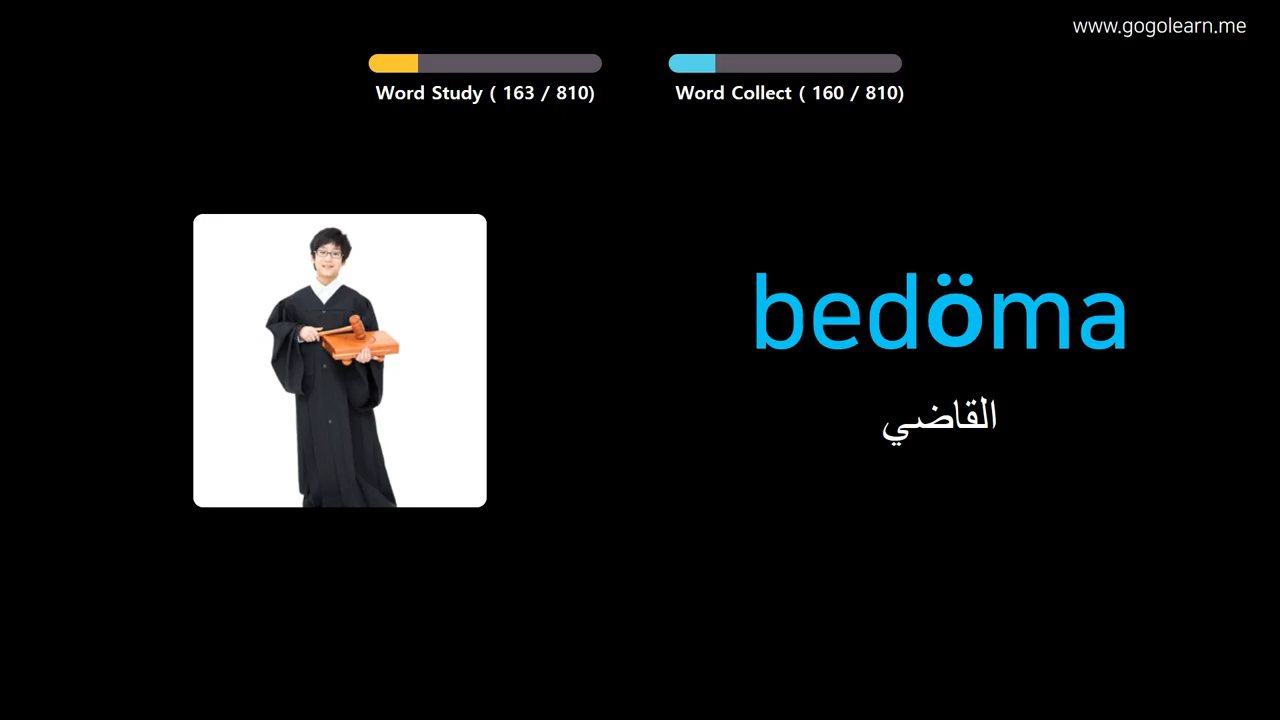 www.gogolearn.me
Word Study ( 163 / 810)
Word Collect ( 160 / 810)
bedöma
القاضي